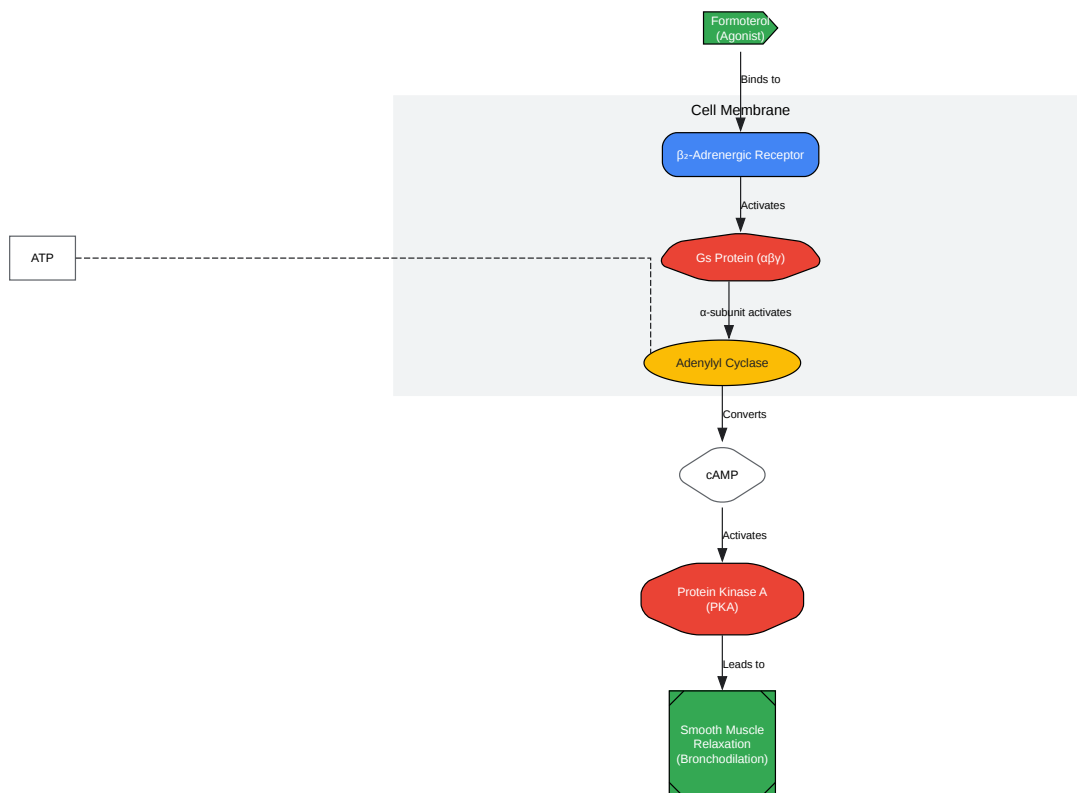 Formoterol
(Agonist)
Binds to
Cell Membrane
β₂-Adrenergic Receptor
Activates
ATP
Gs Protein (αβγ)
α-subunit activates
Adenylyl Cyclase
Converts
cAMP
Activates
Protein Kinase A
(PKA)
Leads to
Smooth Muscle
Relaxation
(Bronchodilation)